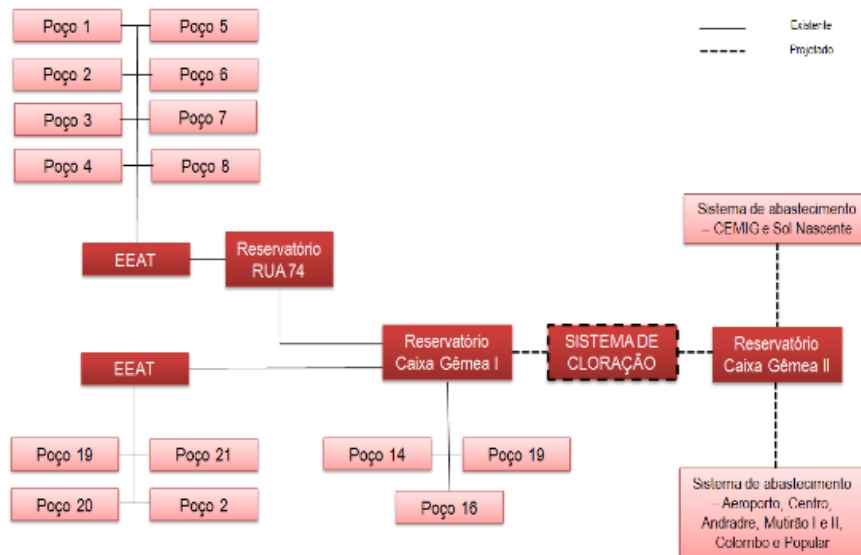 Poço 1
Poço 5
Existente
Projetado
Poço 2
Poço 6
Poço 3
Poço 7
Poço 4
Poço 8
Sistema de abastecimento
– CEMIG e Sol Nascente
EEAT
Reservatório
RUA 74
Reservatório
Caixa Gêmea I
SISTEMA DE
CLORAÇÃO
Reservatório
Caixa Gêmea II
EEAT
Poço 19
Poço 21
Poço 14
Poço 19
Poço 20
Poço 2
Poço 16
Sistema de abastecimento
– Aeroporto, Centro,
Andradre, Mutirão I e II,
Colombo e Popular